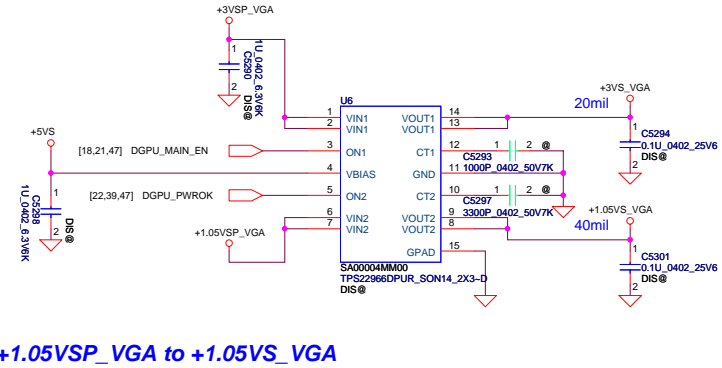 +3VSP_VGA
1
1U_0402_6.3V6K
C5290
2
DIS@
+5VS
1
1U_0402_6.3V6K
C5298
2
DIS@
[18,21,47] DGPU_MAIN_EN
[22,39,47] DGPU_PWROK
+1.05VSP_VGA
U6
1 VIN1 VOUT1 14
2 VIN1 VOUT1 13
3 ON1 CT1 12
4 VBIAS GND 11
5 ON2 CT2 10
6 VIN2 VOUT2 9
7 VIN2 VOUT2 8
GPAD 15
SA00004MM00
TPS22966DPUR_SON14_2X3~D
DIS@
1 2 @
C5293
1000P_0402_50V7K
1 2 @
C5297
3300P_0402_50V7K
20mil
+3VS_VGA
1
C5294
0.1U_0402_25V6
DIS@
2
40mil
+1.05VS_VGA
1
C5301
0.1U_0402_25V6
DIS@
2
+1.05VSP_VGA to +1.05VS_VGA